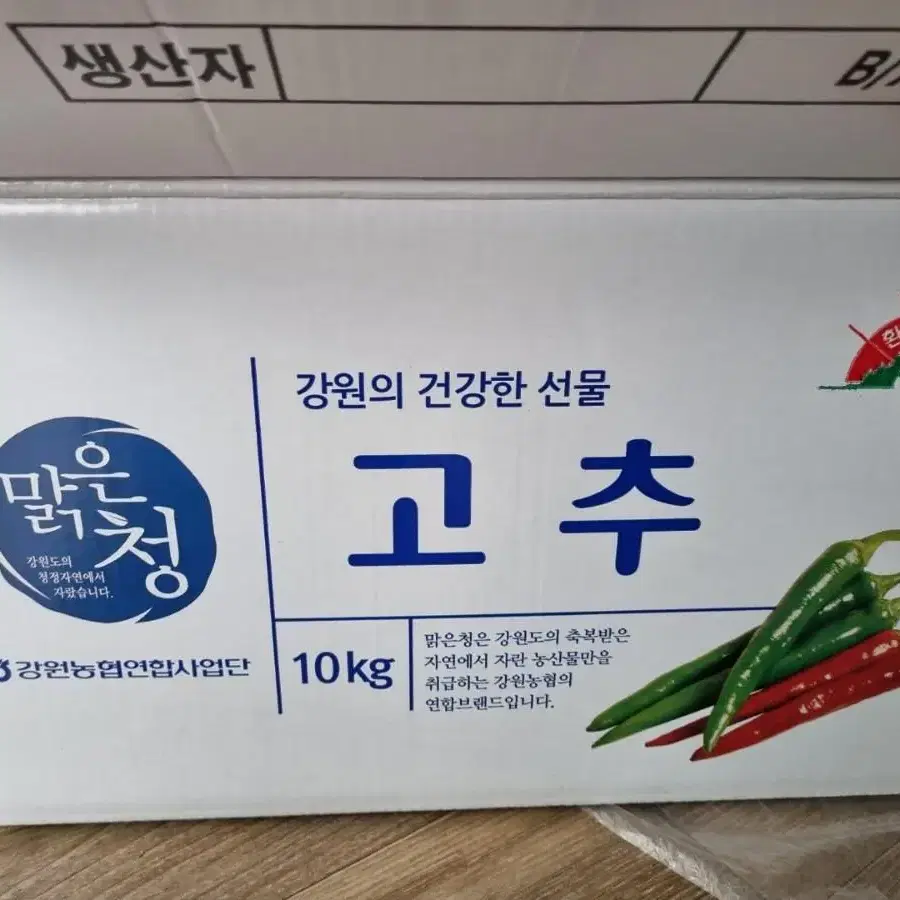 생산자
강원의 건강한 선물
고추
맑은청
강원도의
청정자연에서
자랐습니다.
강원농협연합사업단
10kg
맑은청은 강원도의 축복받은
자연에서 자란 농산물만을
취급하는 강원농협의
연합브랜드입니다.